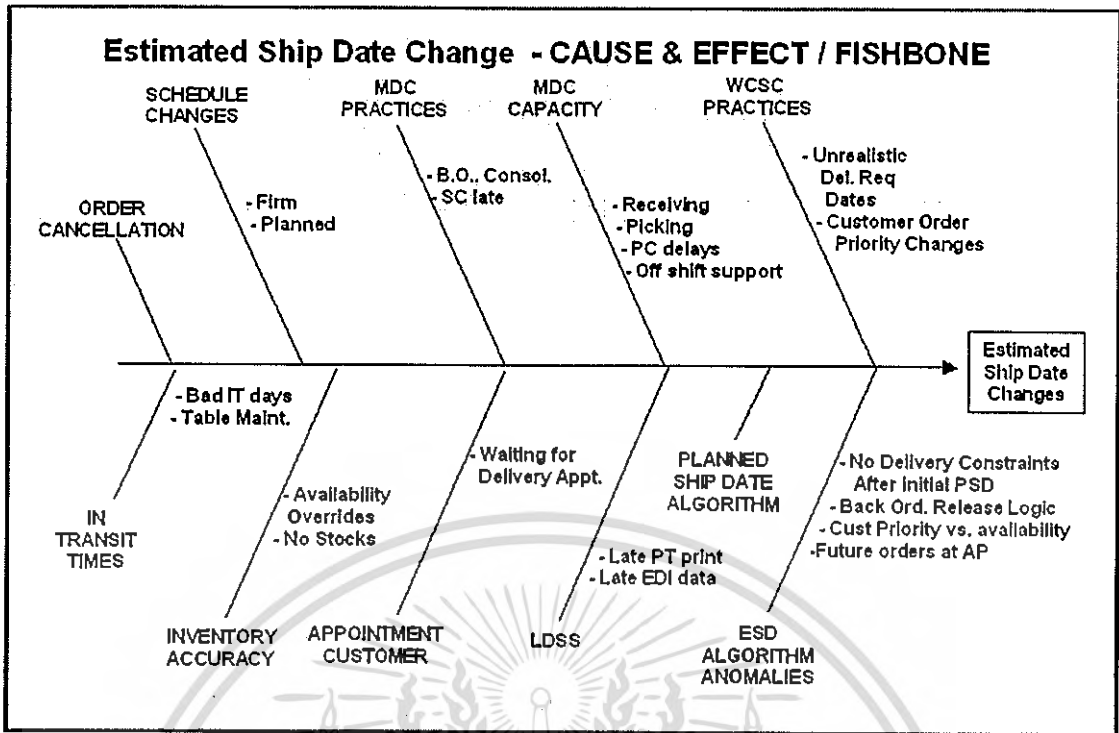 Estimated Ship Date Change - CAUSE & EFFECT / FISHBONE
SCHEDULE
CHANGES
MDC
PRACTICES
MDC
CAPACITY
WCSC
PRACTICES
ORDER
CANCELLATION
- Firm
- Planned
- B.O., Consol.
- SC late
- Receiving
- Picking
- PC delays
- Off shift support
- Unrealistic
Del. Req
Dates
- Customer Order
Priority Changes
Estimated
Ship Date
Changes
- Bad IT days
- Table Maint.
IN
TRANSIT
TIMES
- Availability
Overrides
- No Stocks
INVENTORY
ACCURACY
- Waiting for
Delivery Appt.
APPOINTMENT
CUSTOMER
- Late PT print
- Late EDI data
LDSS
PLANNED
SHIP DATE
ALGORITHM
- No Delivery Constraints
After initial PSD
- Back Ord. Release Logic
- Cust Priority vs. availability
- Future orders at AP
ESD
ALGORITHM
ANOMALIES